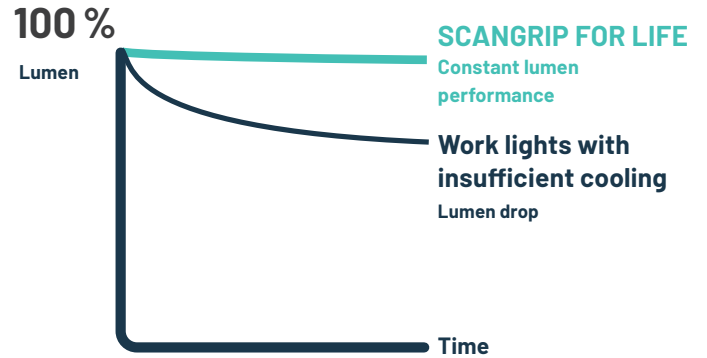 100 %
Lumen
SCANGRIP FOR LIFE
Constant lumen
performance
Work lights with
insufficient cooling
Lumen drop
Time